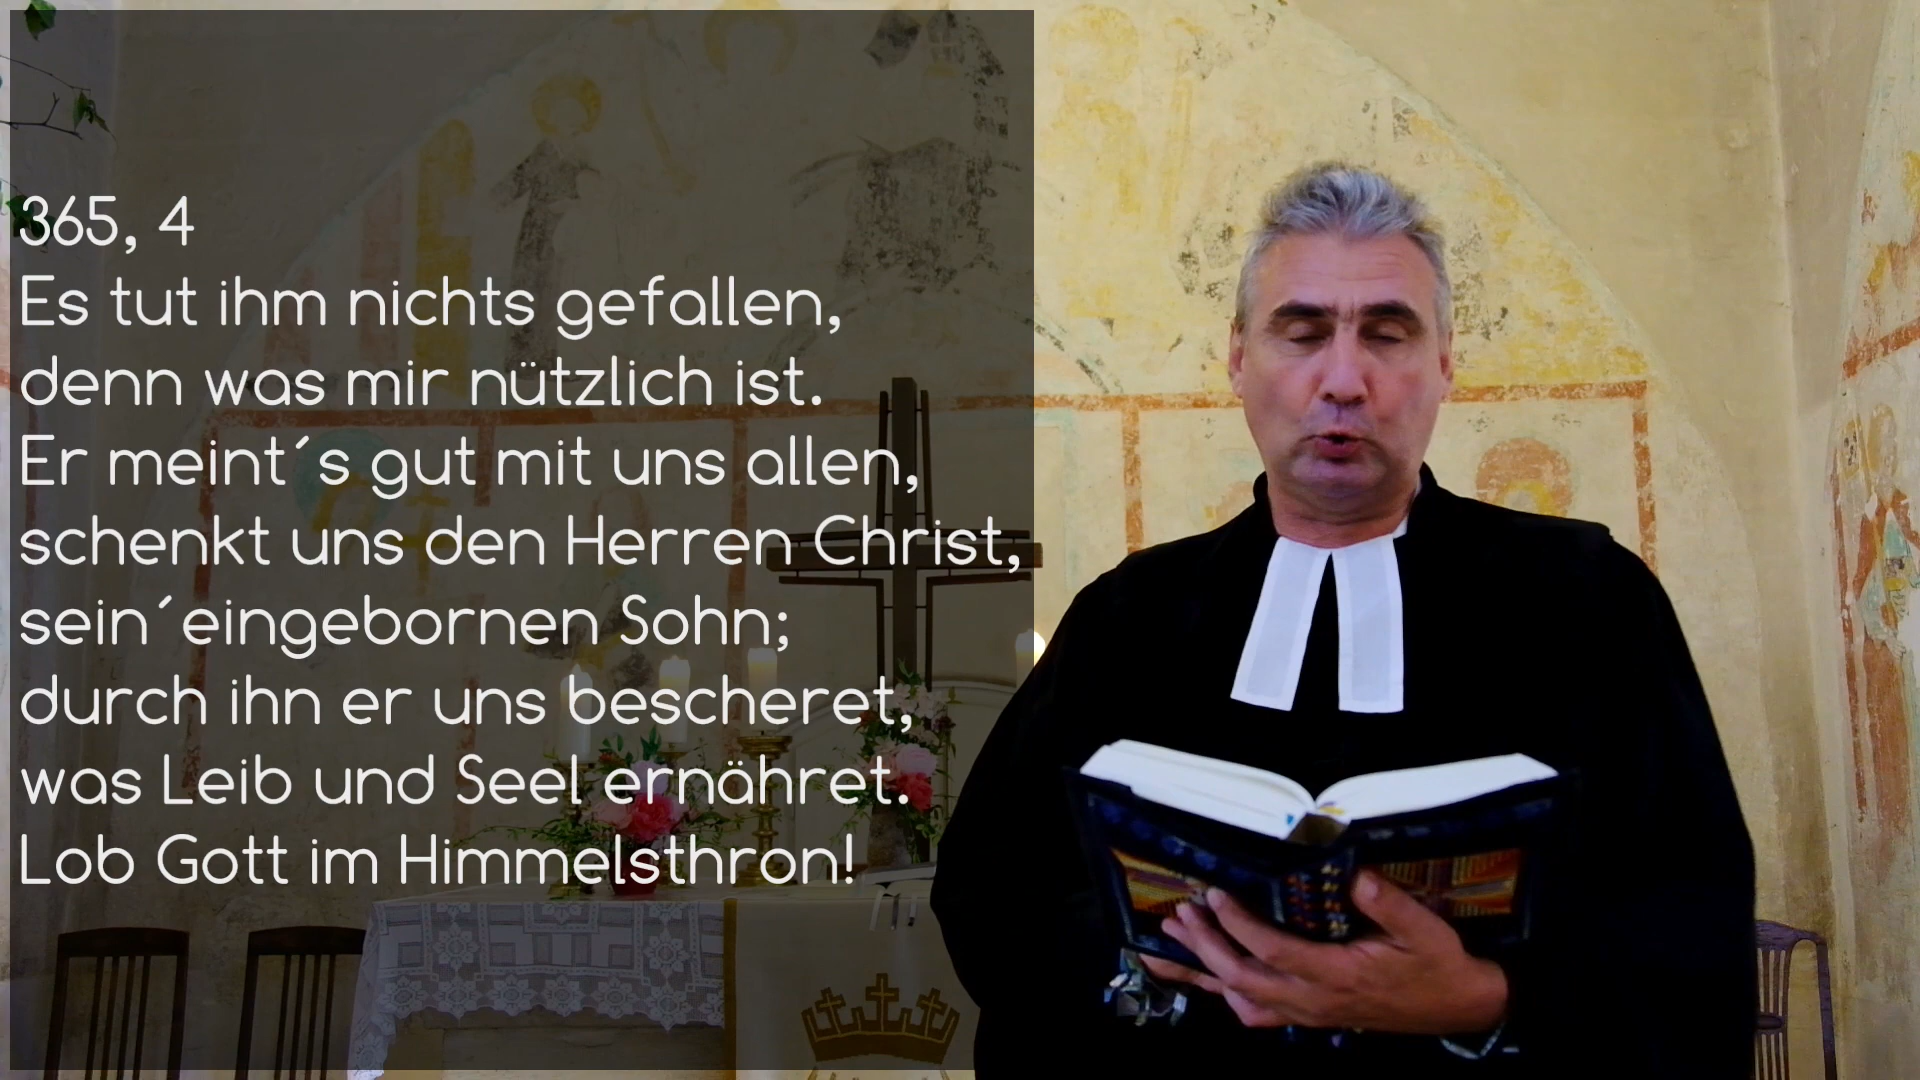 365, 4
Es tut ihm nichts gefallen,
denn was mir nützlich ist.
Er meint´s gut mit uns allen,
schenkt uns den Herren Christ,
sein´eingebornen Sohn;
durch ihn er uns bescheret,
was Leib und Seel ernähret.
Lob Gott im Himmelsthron!